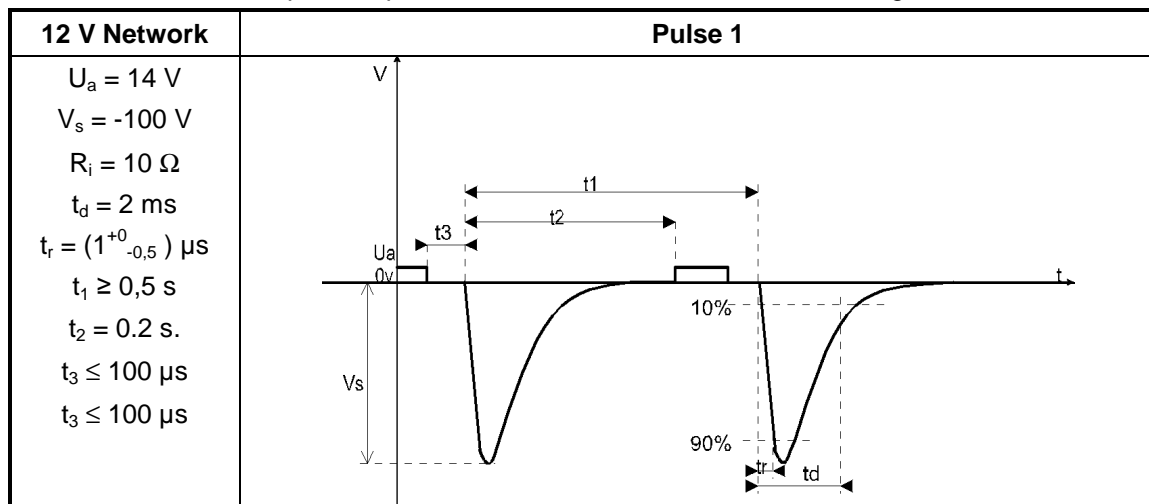 12 V Network
Pulse 1
Ua = 14 V
Vs = -100 V
Ri = 10 Ω
td = 2 ms
tr = (1+0-0,5 ) µs
t1 ≥ 0,5 s
t2 = 0.2 s.
t3 ≤ 100 µs
t3 ≤ 100 µs
V
t1
t2
t3
Ua
0v
t
10%
Vs
90%
tr
td